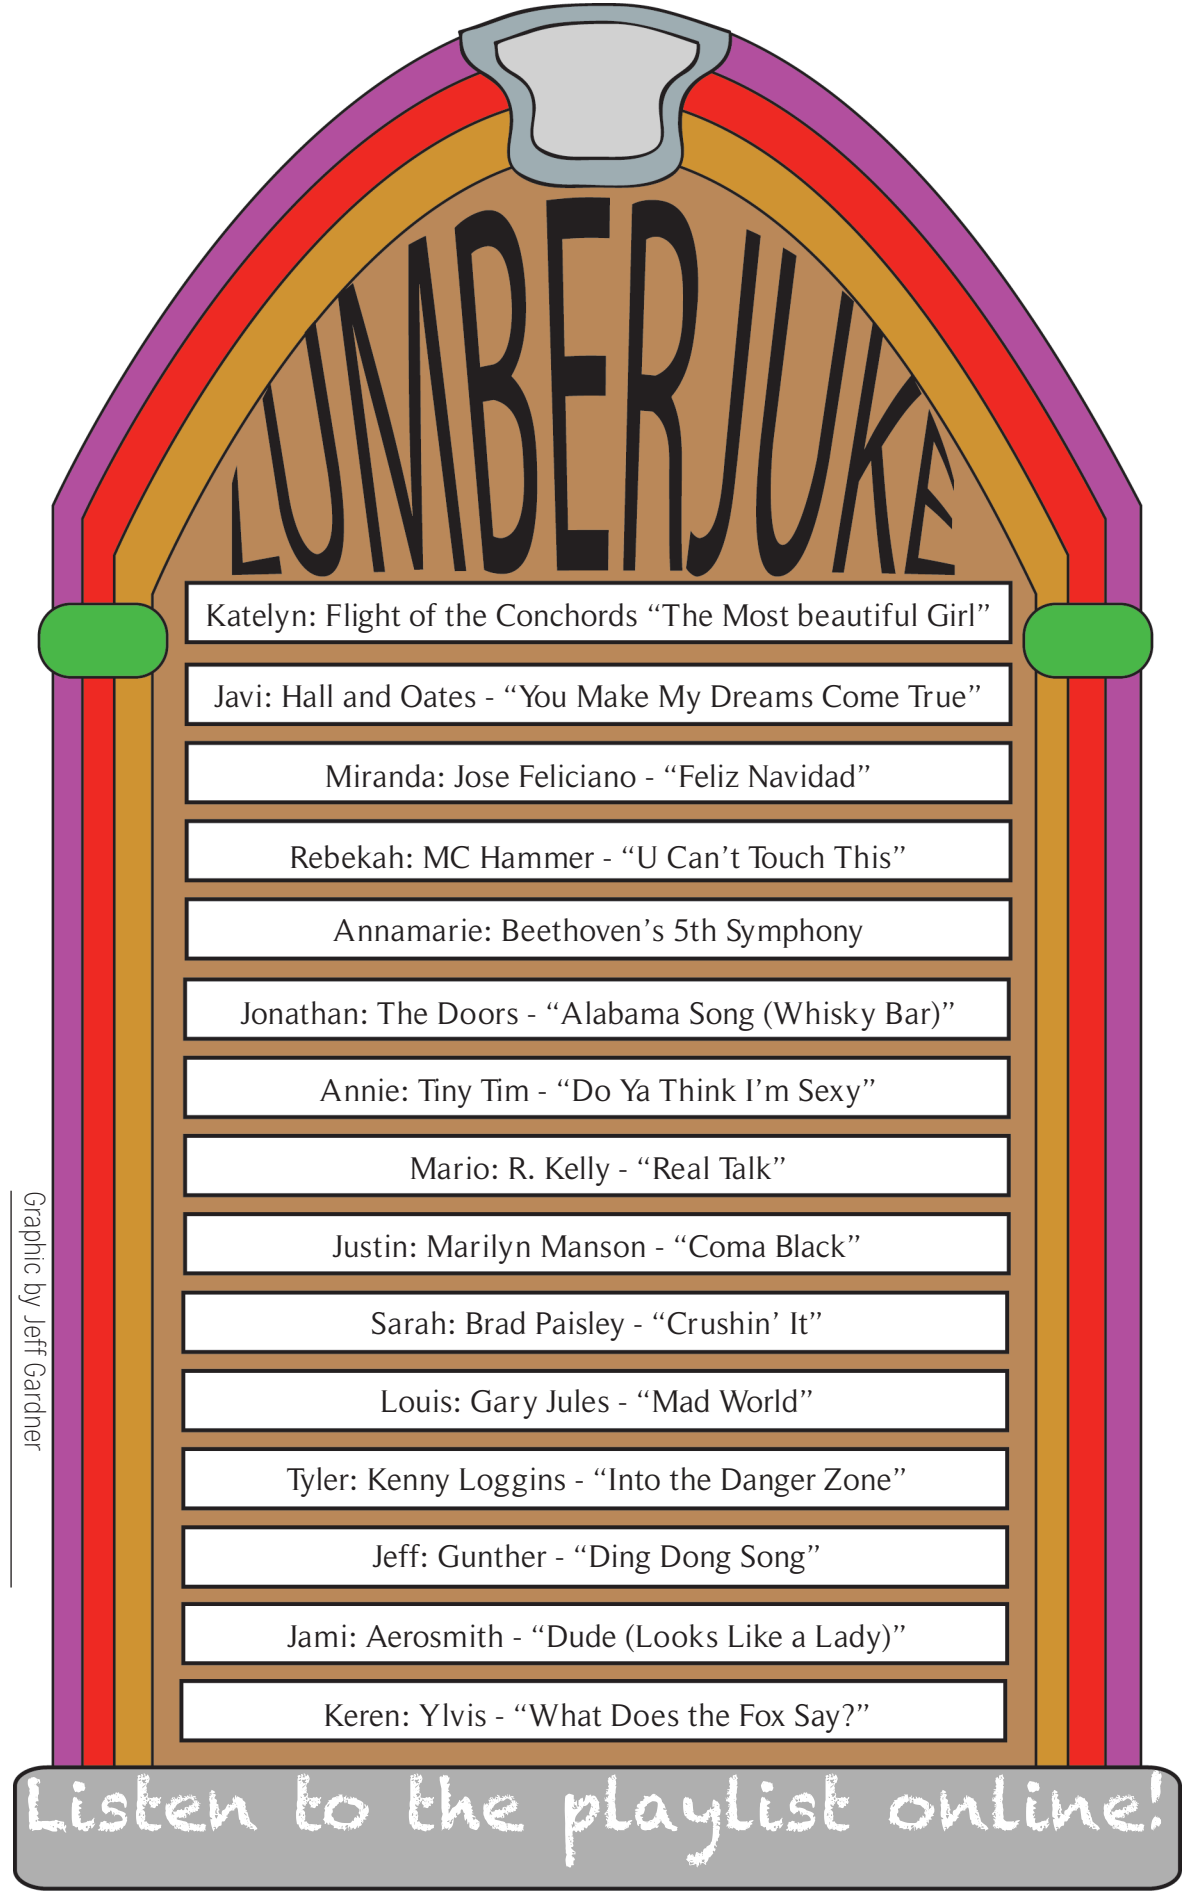 LUMBERJUKE
Katelyn: Flight of the Conchords “The Most beautiful Girl”
Javi: Hall and Oates - “You Make My Dreams Come True”
Miranda: Jose Feliciano - “Feliz Navidad”
Rebekah: MC Hammer - “U Can’t Touch This”
Annamarie: Beethoven’s 5th Symphony
Jonathan: The Doors - “Alabama Song (Whisky Bar)”
Annie: Tiny Tim - “Do Ya Think I’m Sexy”
Mario: R. Kelly - “Real Talk”
Justin: Marilyn Manson - “Coma Black”
Sarah: Brad Paisley - “Crushin’ It”
Louis: Gary Jules - “Mad World”
Tyler: Kenny Loggins - “Into the Danger Zone”
Jeff: Gunther - “Ding Dong Song”
Jami: Aerosmith - “Dude (Looks Like a Lady)”
Keren: Ylvis - “What Does the Fox Say?”
Listen to the playlist online!
Graphic by Jeff Gardner